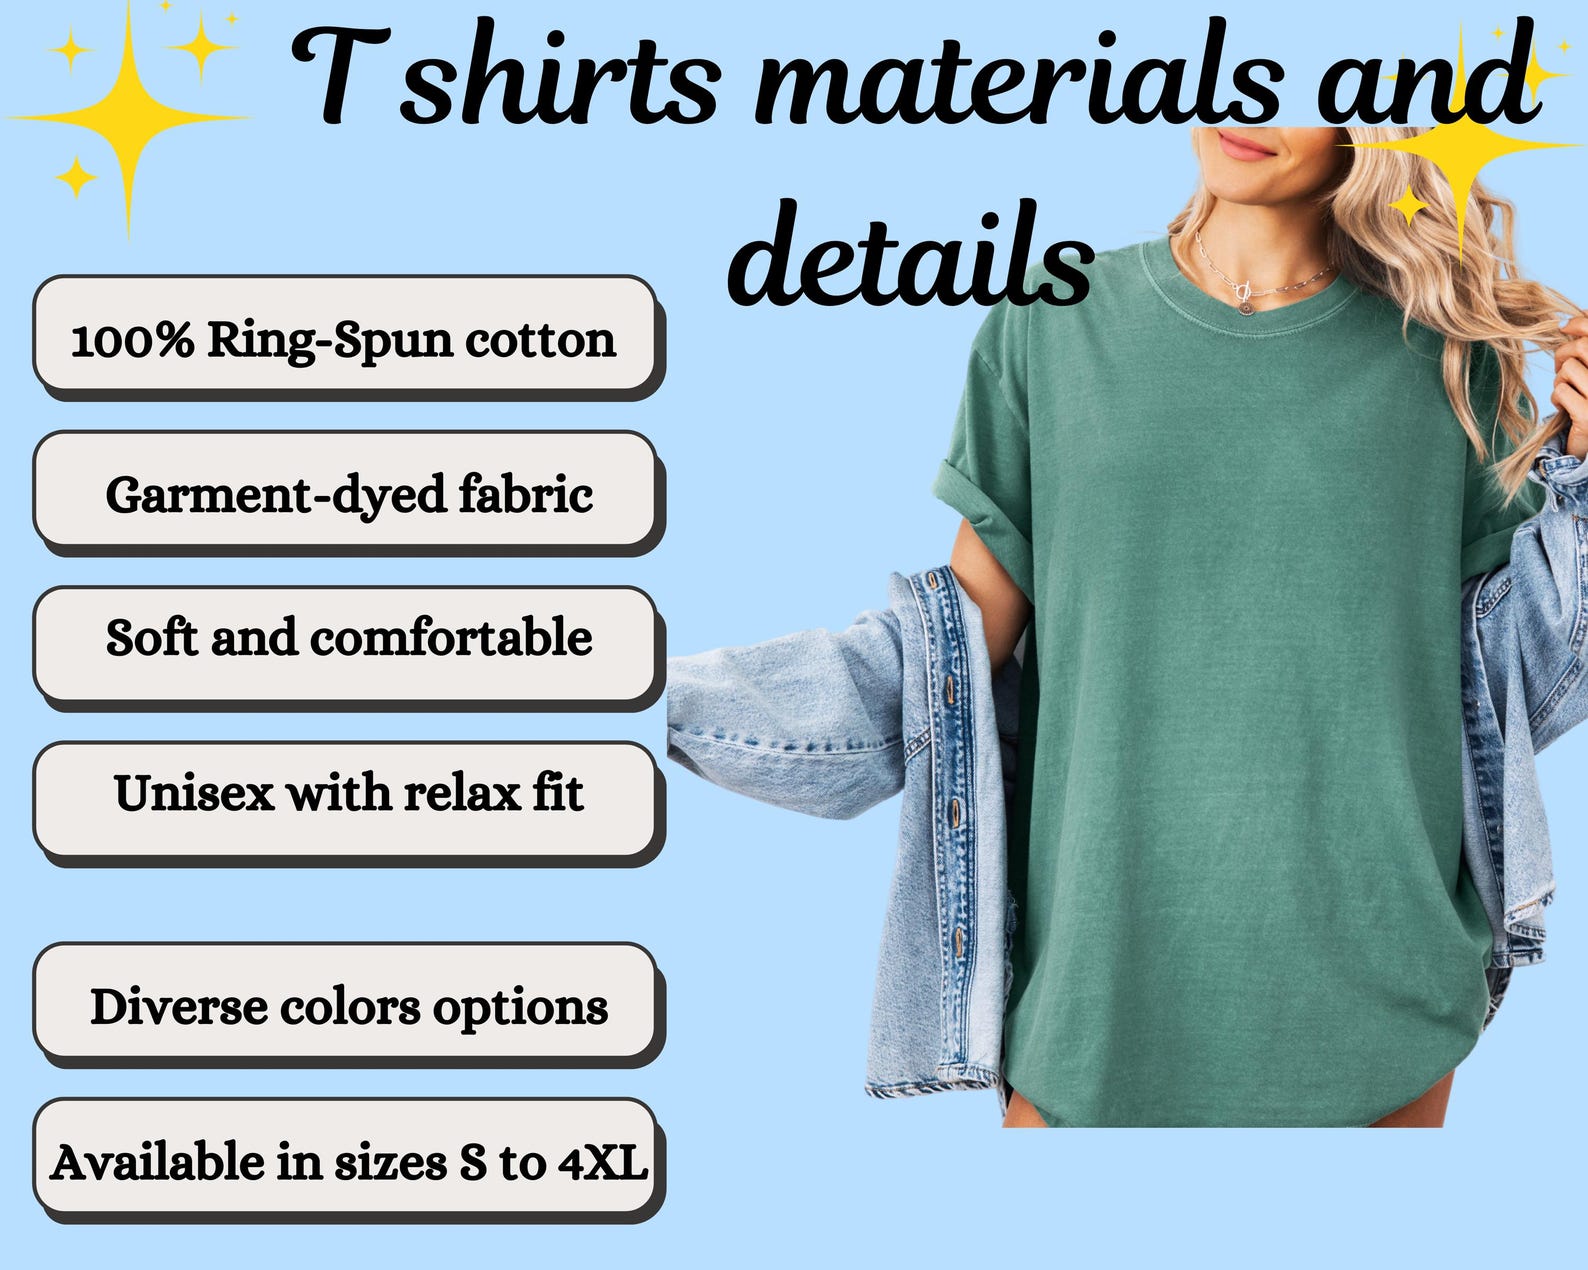 T shirts materials and
details
100% Ring-Spun cotton
Garment-dyed fabric
Soft and comfortable
Unisex with relax fit
Diverse colors options
Available in sizes S to 4XL